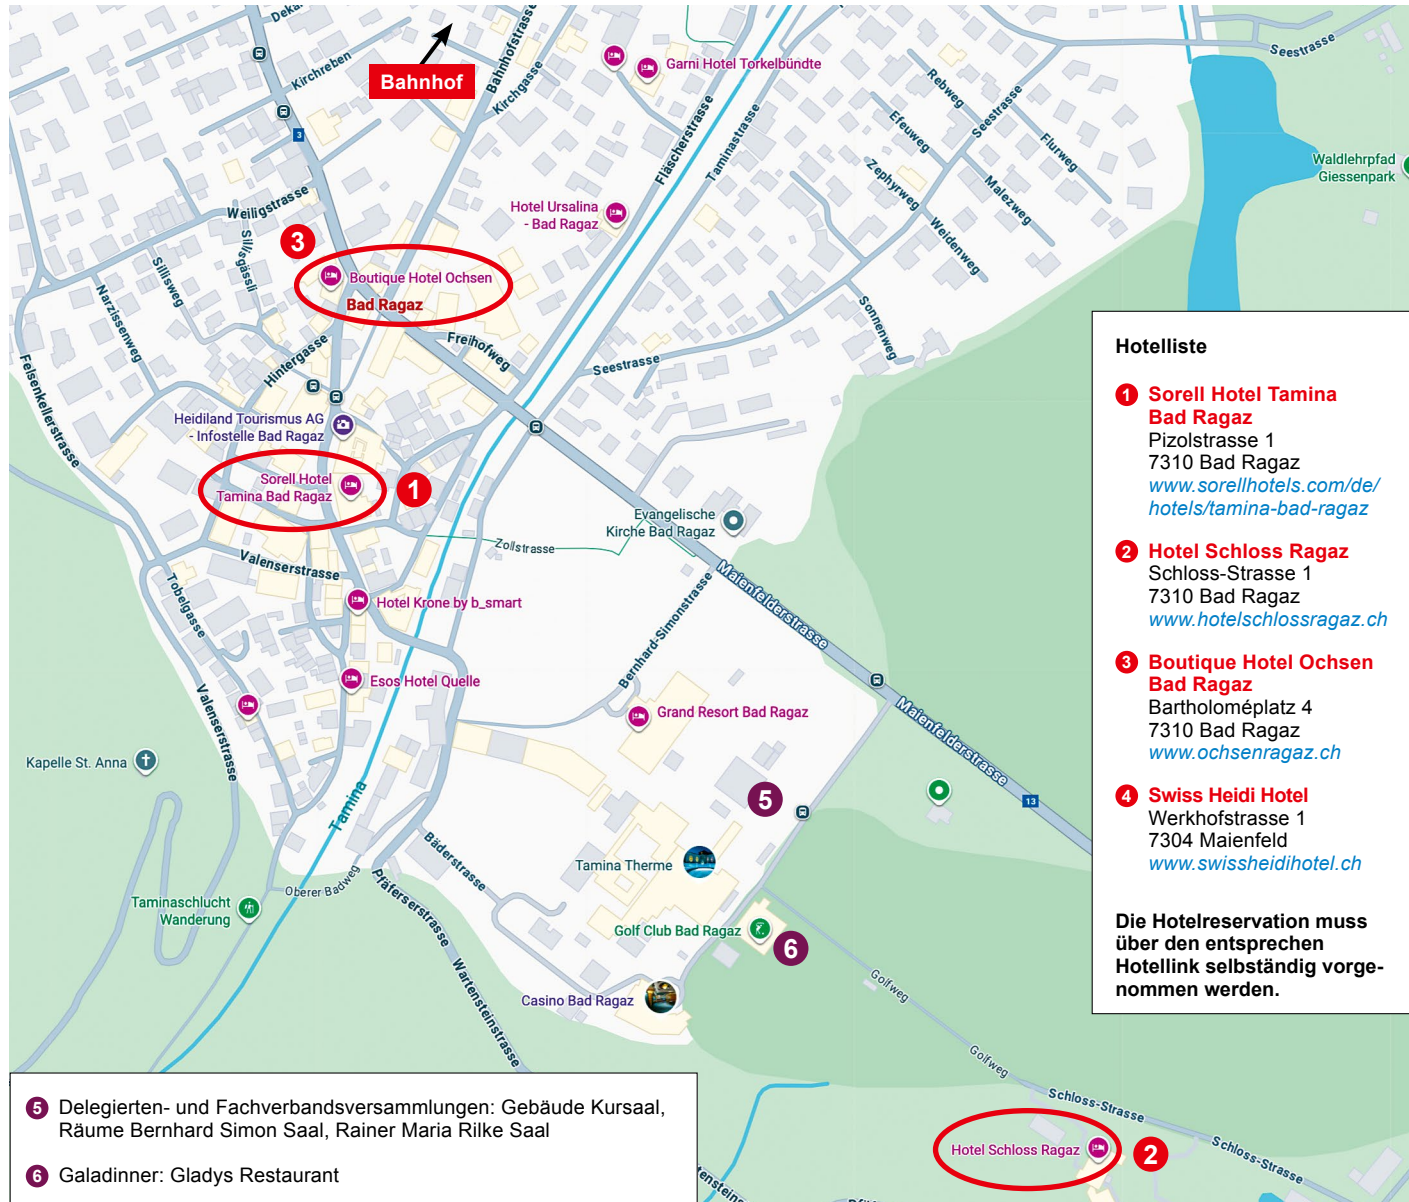 Dekan
Kirchreben
Bahnhof
Bahnhofstrasse
Kirchgasse
Garni Hotel Torkelbündte
Fläscherstrasse
Taminastrasse
Seestrasse
Rebweg
Efeuweg
Flurweg
Seestrasse
Zephyrweg
Malezweg
Weidenweg
Sonnenweg
Waldlehrpfad
Giessenpark
3
Weiligstrasse
Sillisgässli
Sillisweg
Narzissenweg
Felsenkellerstrasse
Hotel Ursalina
- Bad Ragaz
3
Boutique Hotel Ochsen
Bad Ragaz
Hintergasse
Freihofweg
Seestrasse
Heidiland Tourismus AG
- Infostelle Bad Ragaz
Sorell Hotel
Tamina Bad Ragaz
1
Evangelische
Kirche Bad Ragaz
Zollstrasse
Valenserstrasse
Tobelgasse
Maienfelderstrasse
Hotel Krone by b_smart
Bernhard-Simonstrasse
Esos Hotel Quelle
Valenserstrasse
Grand Resort Bad Ragaz
Maienfelderstrasse
Kapelle St. Anna
Tamina
5
13
Bäderstrasse
Tamina Therme
Oberer Badweg
Pfäferserstrasse
Taminaschlucht
Wanderung
Golf Club Bad Ragaz
6
Wartensteinstrasse
Casino Bad Ragaz
Golfweg
Golfweg
Schloss-Strasse
Schloss-Strasse
Hotel Schloss Ragaz
2
Hotelliste
1 Sorell Hotel Tamina
Bad Ragaz
Pizolstrasse 1
7310 Bad Ragaz
www.sorellhotels.com/de/
hotels/tamina-bad-ragaz
2 Hotel Schloss Ragaz
Schloss-Strasse 1
7310 Bad Ragaz
www.hotelschlossragaz.ch
3 Boutique Hotel Ochsen
Bad Ragaz
Bartholoméplatz 4
7310 Bad Ragaz
www.ochsenragaz.ch
4 Swiss Heidi Hotel
Werkhofstrasse 1
7304 Maienfeld
www.swissheidihotel.ch
Die Hotelreservation muss
über den entsprechen
Hotellink selbständig vorge-
nommen werden.
5 Delegierten- und Fachverbandsversammlungen: Gebäude Kursaal,
Räume Bernhard Simon Saal, Rainer Maria Rilke Saal
6 Galadinner: Gladys Restaurant